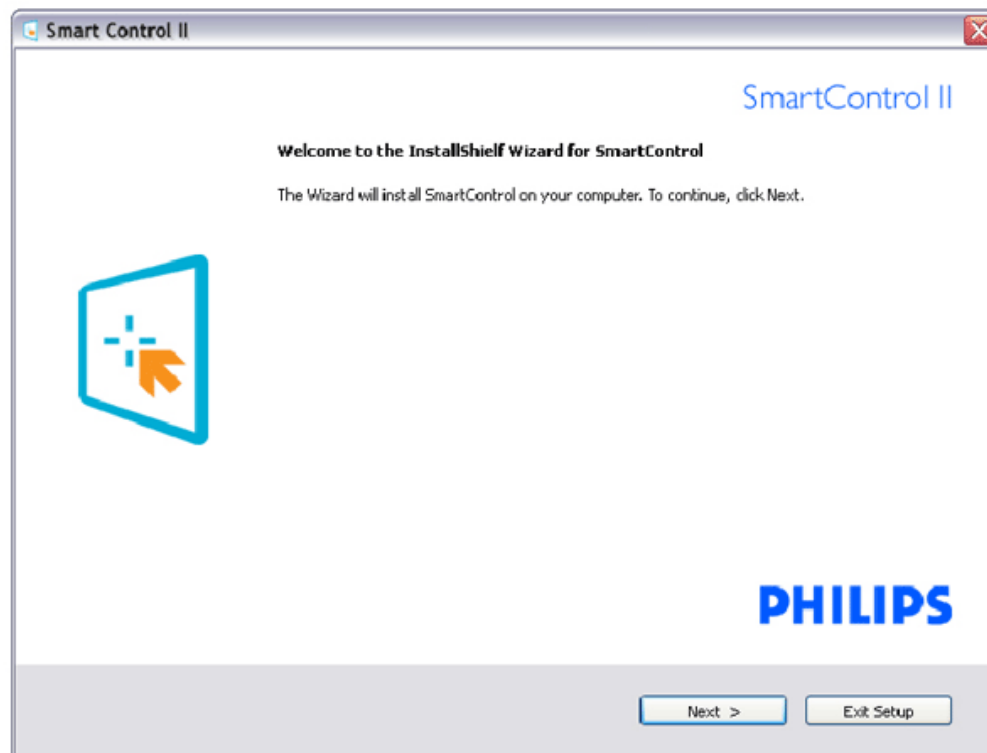 Smart Control II
SmartControl II
Welcome to the InstallShielf Wizard for SmartControl
The Wizard will install SmartControl on your computer. To continue, click Next.
PHILIPS
Next >
Exit Setup